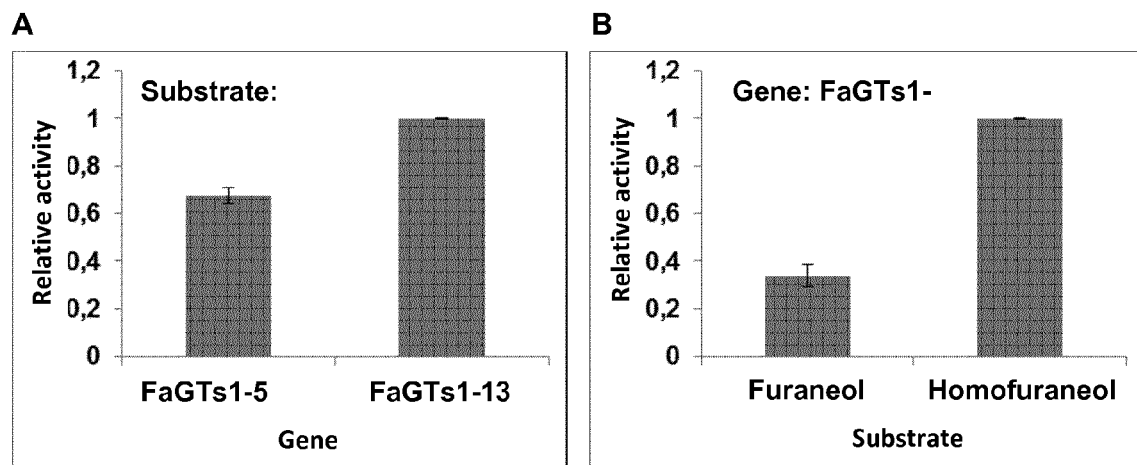 A
1,2
1
0,8
0,6
0,4
0,2
0
Relative activity
Substrate:
FaGTs1-5 FaGTs1-13
Gene
B
1,2
1
0,8
0,6
0,4
0,2
0
Relative activity
Gene: FaGTs1-
Furaneol Homofuraneol
Substrate